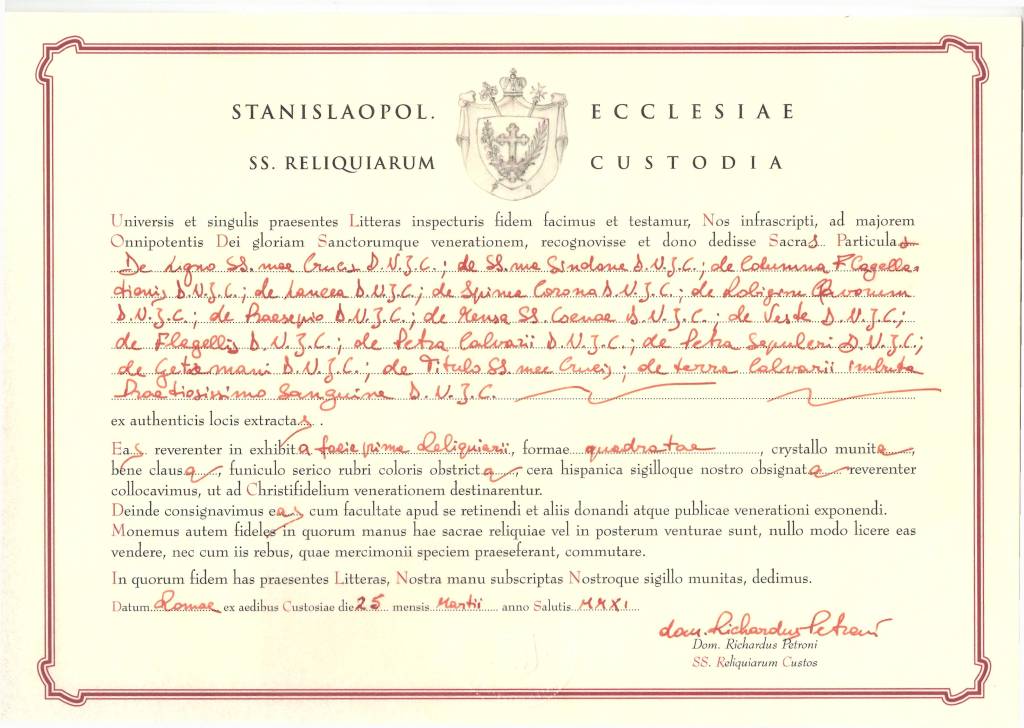 STANISLAOPOL. ECCLESIAE
SS. RELIQUIARUM CUSTODIA
Universis et singulis praesentes Litteras inspecturis fidem facimus et testamur, Nos infrascripti, ad majorem
Onnipotentis Dei gloriam Sanctorumque venerationem, recognovisse et dono dedisse Sacras Particulas
De Ligno SS. mae Crucis D.N.J.C.; de SS. ma Sindone D.N.J.C.; de Columna Flagella-
tionis D.N.J.C.; de Lancea D.N.J.C.; de Spinea Corona D.N.J.C.; de Clavorum
D.N.J.C.; de Praesepio D.N.J.C.; de Mensa SS. Coenae D.N.J.C.; de Veste D.N.J.C.;
de Flagellis D.N.J.C.; de Petra Calvarii D.N.J.C.; de Petra Sepulcri D.N.J.C.;
de Getsemani D.N.J.C.; de Titulo SS. mae Crucis; de terra Calvarii imbuta
Praetiosissimo Sanguine D.N.J.C.
ex authenticis locis extractas.
Eas reverenter in exhibita facie prima Reliquiarii, formae quadratae, crystallo munita,
bene clausa, funiculo serico rubri coloris obstricta, cera hispanica sigilloque nostro obsignata reverenter
collocavimus, ut ad Christifidelium venerationem destinarentur.
Deinde consignavimus eas cum facultate apud se retinendi et aliis donandi atque publicae venerationi exponendi.
Monemus autem fideles in quorum manus hae sacrae reliquiae vel in posterum venturae sunt, nullo modo licere eas
vendere, nec cum iis rebus, quae mercimonii speciem praeseferant, commutare.
In quorum fidem has praesentes Litteras, Nostra manu subscriptas Nostroque sigillo munitas, dedimus.
Datum Romae ex aedibus Custosiae die 25 mensis Martii anno Salutis MMXI
dom. Richardus Petroni
Dom. Richardus Petroni
SS. Reliquiarum Custos